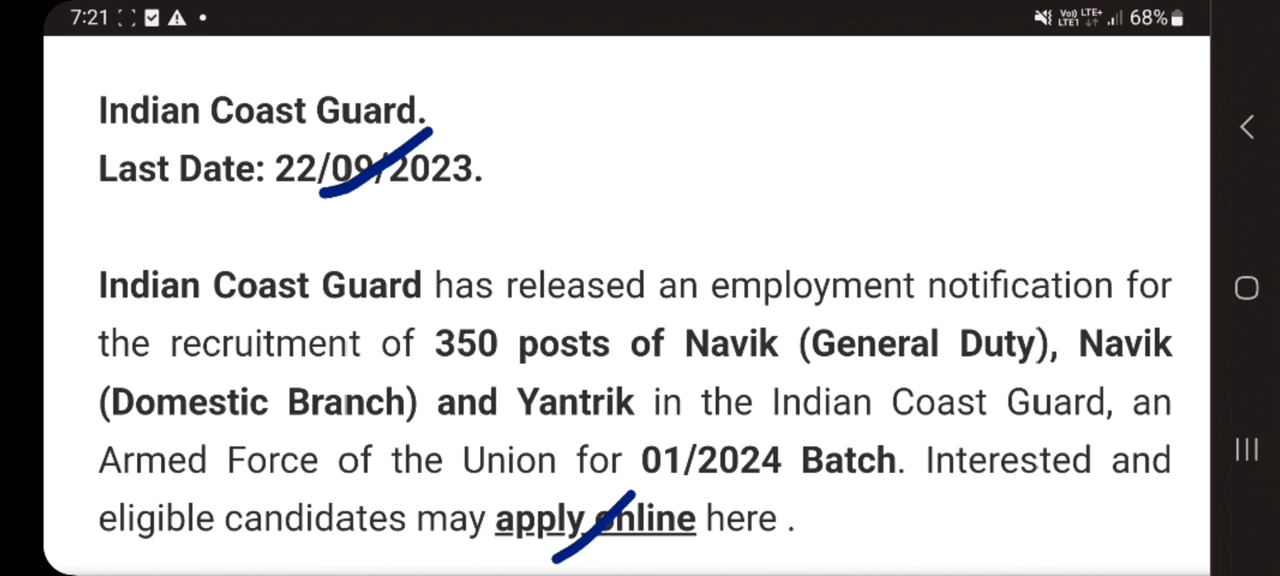 7:21
Vo) LTE+
LTE1
68%
Indian Coast Guard.
Last Date: 22/09/2023.
Indian Coast Guard has released an employment notification for
the recruitment of 350 posts of Navik (General Duty), Navik
(Domestic Branch) and Yantrik in the Indian Coast Guard, an
Armed Force of the Union for 01/2024 Batch. Interested and
eligible candidates may apply online here .